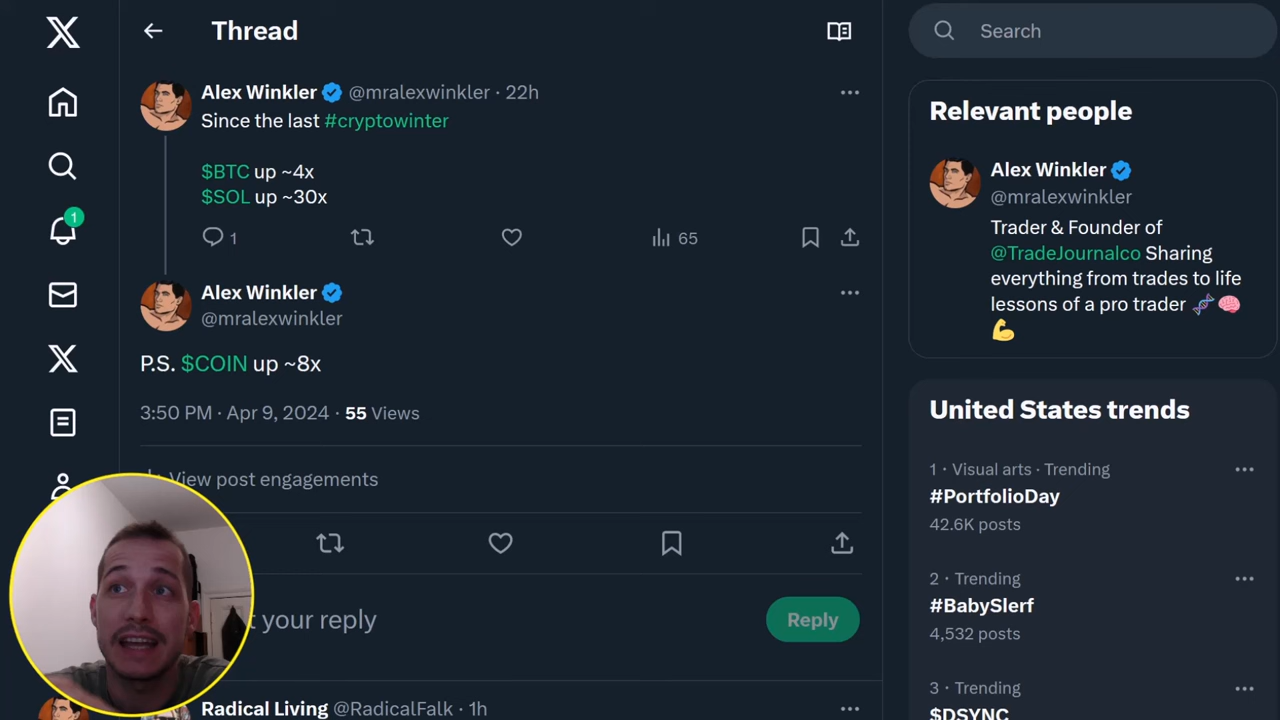 Thread
Search
Alex Winkler @mralexwinkler · 22h
Since the last #cryptowinter
$BTC up ~4x
$SOL up ~30x
1
65
Alex Winkler
@mralexwinkler
P.S. $COIN up ~8x
3:50 PM · Apr 9, 2024 · 55 Views
View post engagements
your reply
Reply
Radical Living @RadicalFalk · 1h
1
Relevant people
Alex Winkler
@mralexwinkler
Trader & Founder of
@TradeJournalco Sharing
everything from trades to life
lessons of a pro trader 🧬🧠
💪
United States trends
1 · Visual arts · Trending
#PortfolioDay
42.6K posts
2 · Trending
#BabySlerf
4,532 posts
3 · Trending
$DSYNC